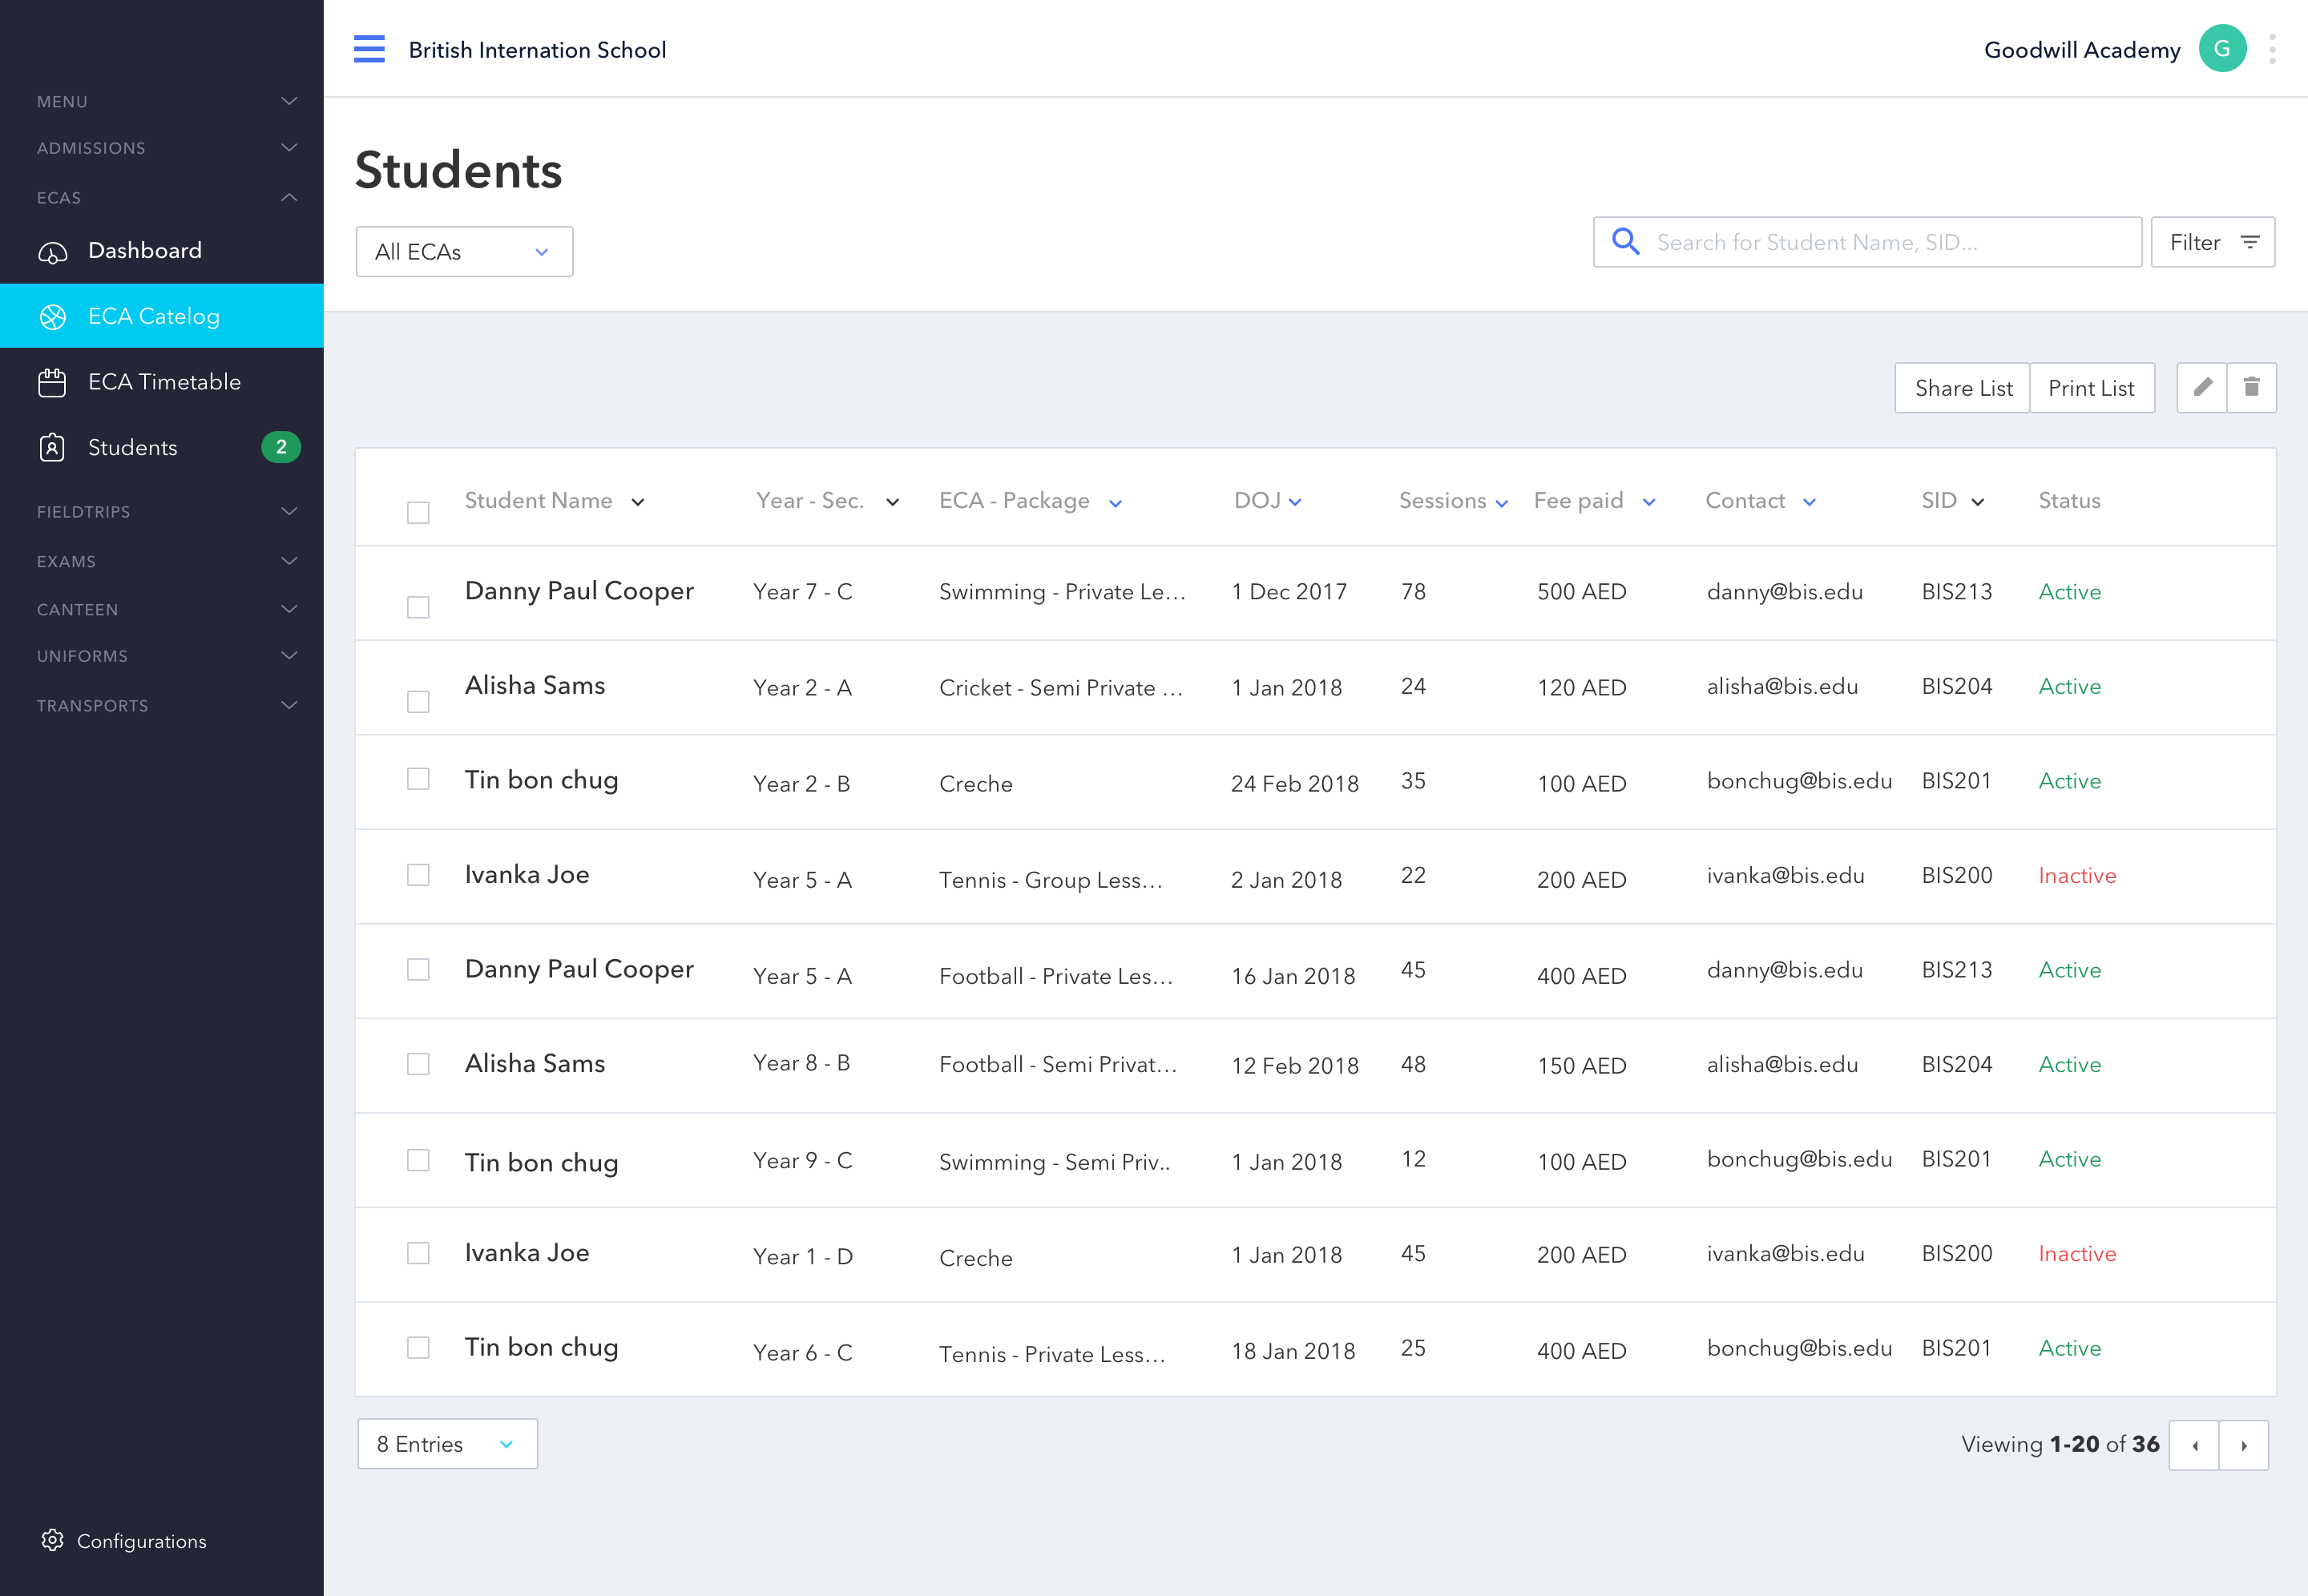 British Internation School
Goodwill Academy G
MENU
ADMISSIONS
ECAS
Dashboard
ECA Catelog
ECA Timetable
Students 2
FIELDTRIPS
EXAMS
CANTEEN
UNIFORMS
TRANSPORTS
Configurations
Students
All ECAs
Search for Student Name, SID...
Filter
Share List Print List
Student Name Year - Sec. ECA - Package DOJ Sessions Fee paid Contact SID Status
Danny Paul Cooper Year 7 - C Swimming - Private Le... 1 Dec 2017 78 500 AED danny@bis.edu BIS213 Active
Alisha Sams Year 2 - A Cricket - Semi Private ... 1 Jan 2018 24 120 AED alisha@bis.edu BIS204 Active
Tin bon chug Year 2 - B Creche 24 Feb 2018 35 100 AED bonchug@bis.edu BIS201 Active
Ivanka Joe Year 5 - A Tennis - Group Less... 2 Jan 2018 22 200 AED ivanka@bis.edu BIS200 Inactive
Danny Paul Cooper Year 5 - A Football - Private Les... 16 Jan 2018 45 400 AED danny@bis.edu BIS213 Active
Alisha Sams Year 8 - B Football - Semi Privat... 12 Feb 2018 48 150 AED alisha@bis.edu BIS204 Active
Tin bon chug Year 9 - C Swimming - Semi Priv.. 1 Jan 2018 12 100 AED bonchug@bis.edu BIS201 Active
Ivanka Joe Year 1 - D Creche 1 Jan 2018 45 200 AED ivanka@bis.edu BIS200 Inactive
Tin bon chug Year 6 - C Tennis - Private Less... 18 Jan 2018 25 400 AED bonchug@bis.edu BIS201 Active
8 Entries
Viewing 1-20 of 36